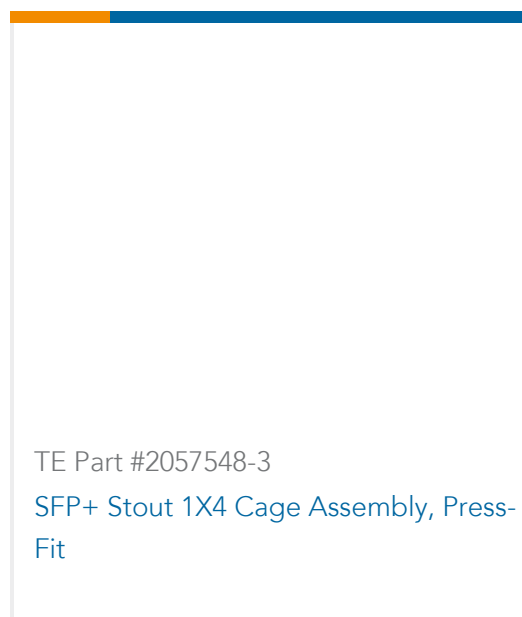 TE Part #2057548-3
SFP+ Stout 1X4 Cage Assembly, Press-
Fit